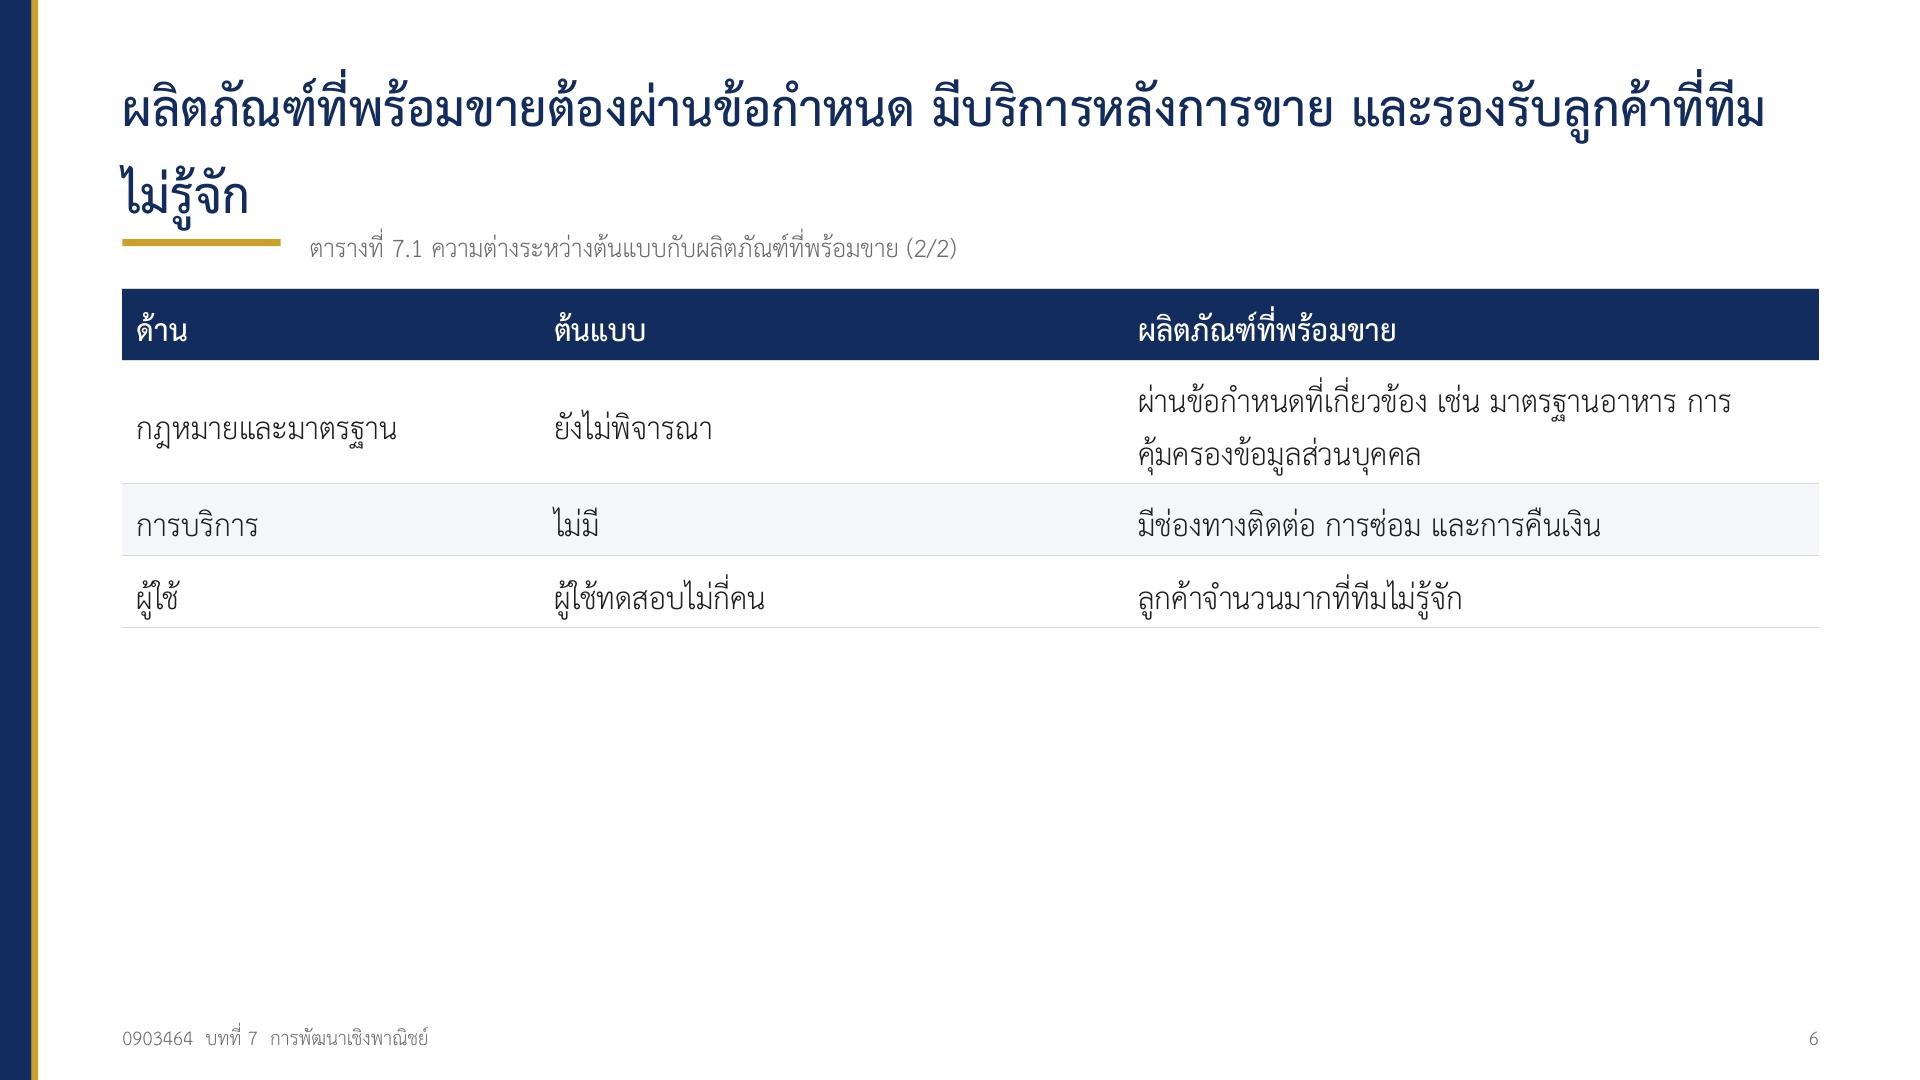 ผลิตภัณฑ์ที่พร้อมขายต้องผ่านข้อกำหนด มีบริการหลังการขาย และรองรับลูกค้าที่ทีม
ไม่รู้จัก
ตารางที่ 7.1 ความต่างระหว่างต้นแบบกับผลิตภัณฑ์ที่พร้อมขาย (2/2)
ด้าน ต้นแบบ ผลิตภัณฑ์ที่พร้อมขาย
กฎหมายและมาตรฐาน ยังไม่พิจารณา ผ่านข้อกำหนดที่เกี่ยวข้อง เช่น มาตรฐานอาหาร การ
คุ้มครองข้อมูลส่วนบุคคล
การบริการ ไม่มี มีช่องทางติดต่อ การซ่อม และการคืนเงิน
ผู้ใช้ ผู้ใช้ทดสอบไม่กี่คน ลูกค้าจำนวนมากที่ทีมไม่รู้จัก
0903464 บทที่ 7 การพัฒนาเชิงพาณิชย์ 6